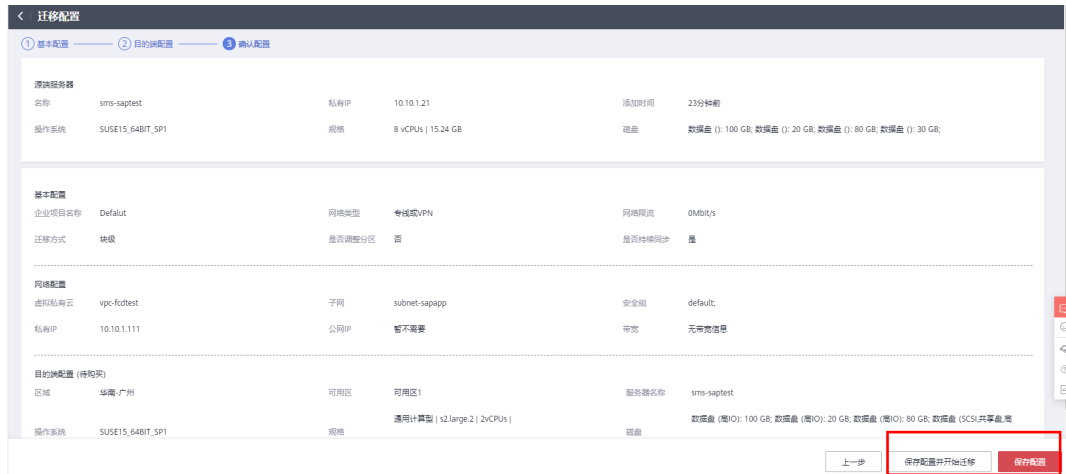 迁移配置
1 基本配置 2 目的端配置 3 确认配置
源端服务器
名称 sms-saptest 私有IP 10.10.1.21 添加时间 23分钟前
操作系统 SUSE15_64BIT_SP1 规格 8 vCPUs | 15.24 GB 磁盘 数据盘 (): 100 GB; 数据盘 (): 20 GB; 数据盘 (): 80 GB; 数据盘 (): 30 GB;
基本配置
企业项目名称 Defalut 网络类型 专线或VPN 网络限流 0Mbit/s
迁移方式 块级 是否调整分区 否 是否持续同步 是
网络配置
虚拟私有云 vpc-fcdtest 子网 subnet-sapapp 安全组 default;
私有IP 10.10.1.111 公网IP 暂不需要 带宽 无带宽信息
目的端配置 (待购买)
区域 华南-广州 可用区 可用区1 服务器名称 sms-saptest
通用计算型 | s2.large.2 | 2vCPUs | 数据盘 (高IO): 100 GB; 数据盘 (高IO): 20 GB; 数据盘 (高IO): 80 GB; 数据盘 (SCSI,共享盘,高
操作系统 SUSE15_64BIT_SP1 规格 磁盘
上一步 保存配置并开始迁移 保存配置